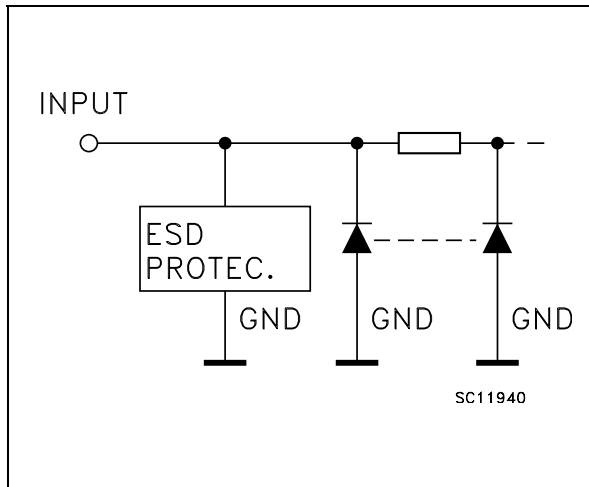 INPUT
ESD
PROTEC.
GND
GND
GND
SC11940